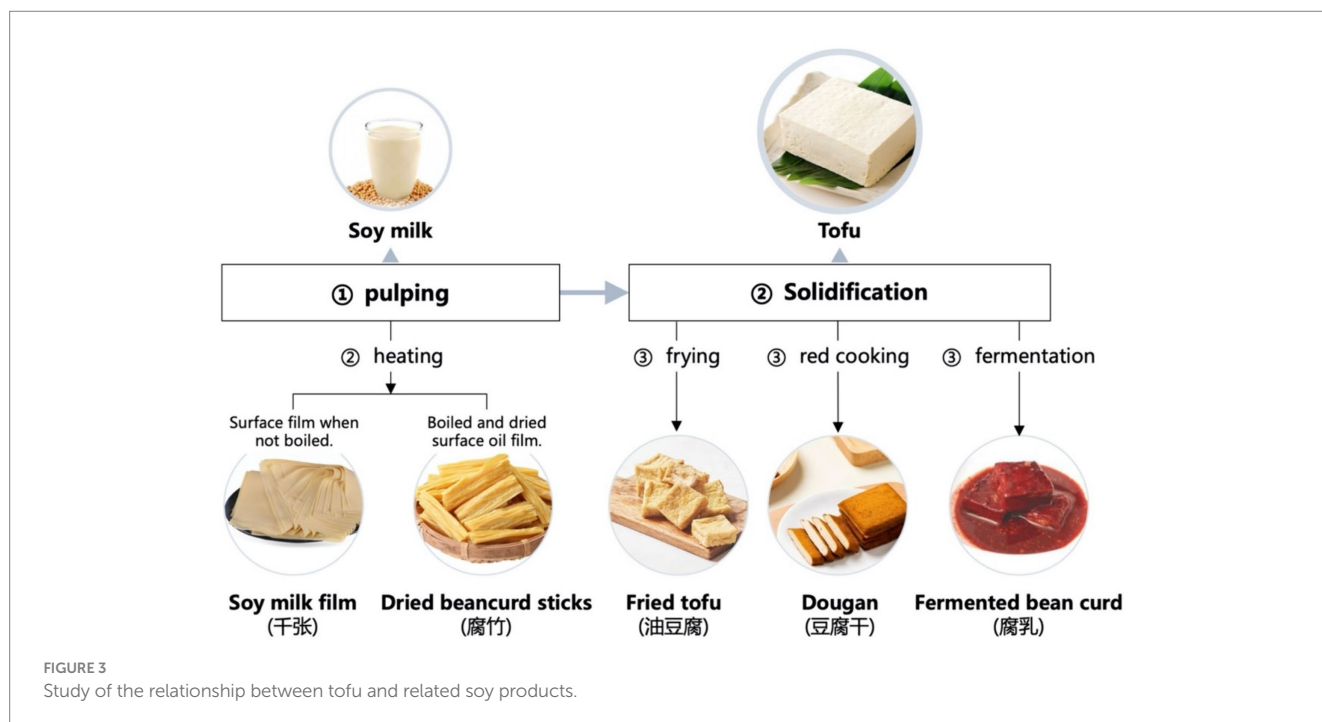 Soy milk
Tofu
① pulping
② Solidification
② heating
③ frying
③ red cooking
③ fermentation
Surface film when
not boiled.
Boiled and dried
surface oil film.
Soy milk film
(千张)
Dried beancurd sticks
(腐竹)
Fried tofu
(油豆腐)
Dougan
(豆腐干)
Fermented bean curd
(腐乳)
FIGURE 3
Study of the relationship between tofu and related soy products.